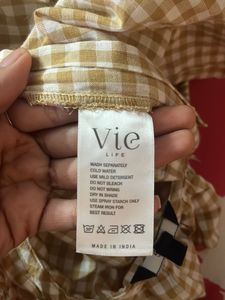 Vie
LIFE
WASH SEPARATELY
COLD WATER
USE MILD DETERGENT
DO NOT BLEACH
DO NOT WRING
DRY IN SHADE
USE SPRAY STARCH ONLY
STEAM IRON FOR
BEST RESULT
MADE IN INDIA